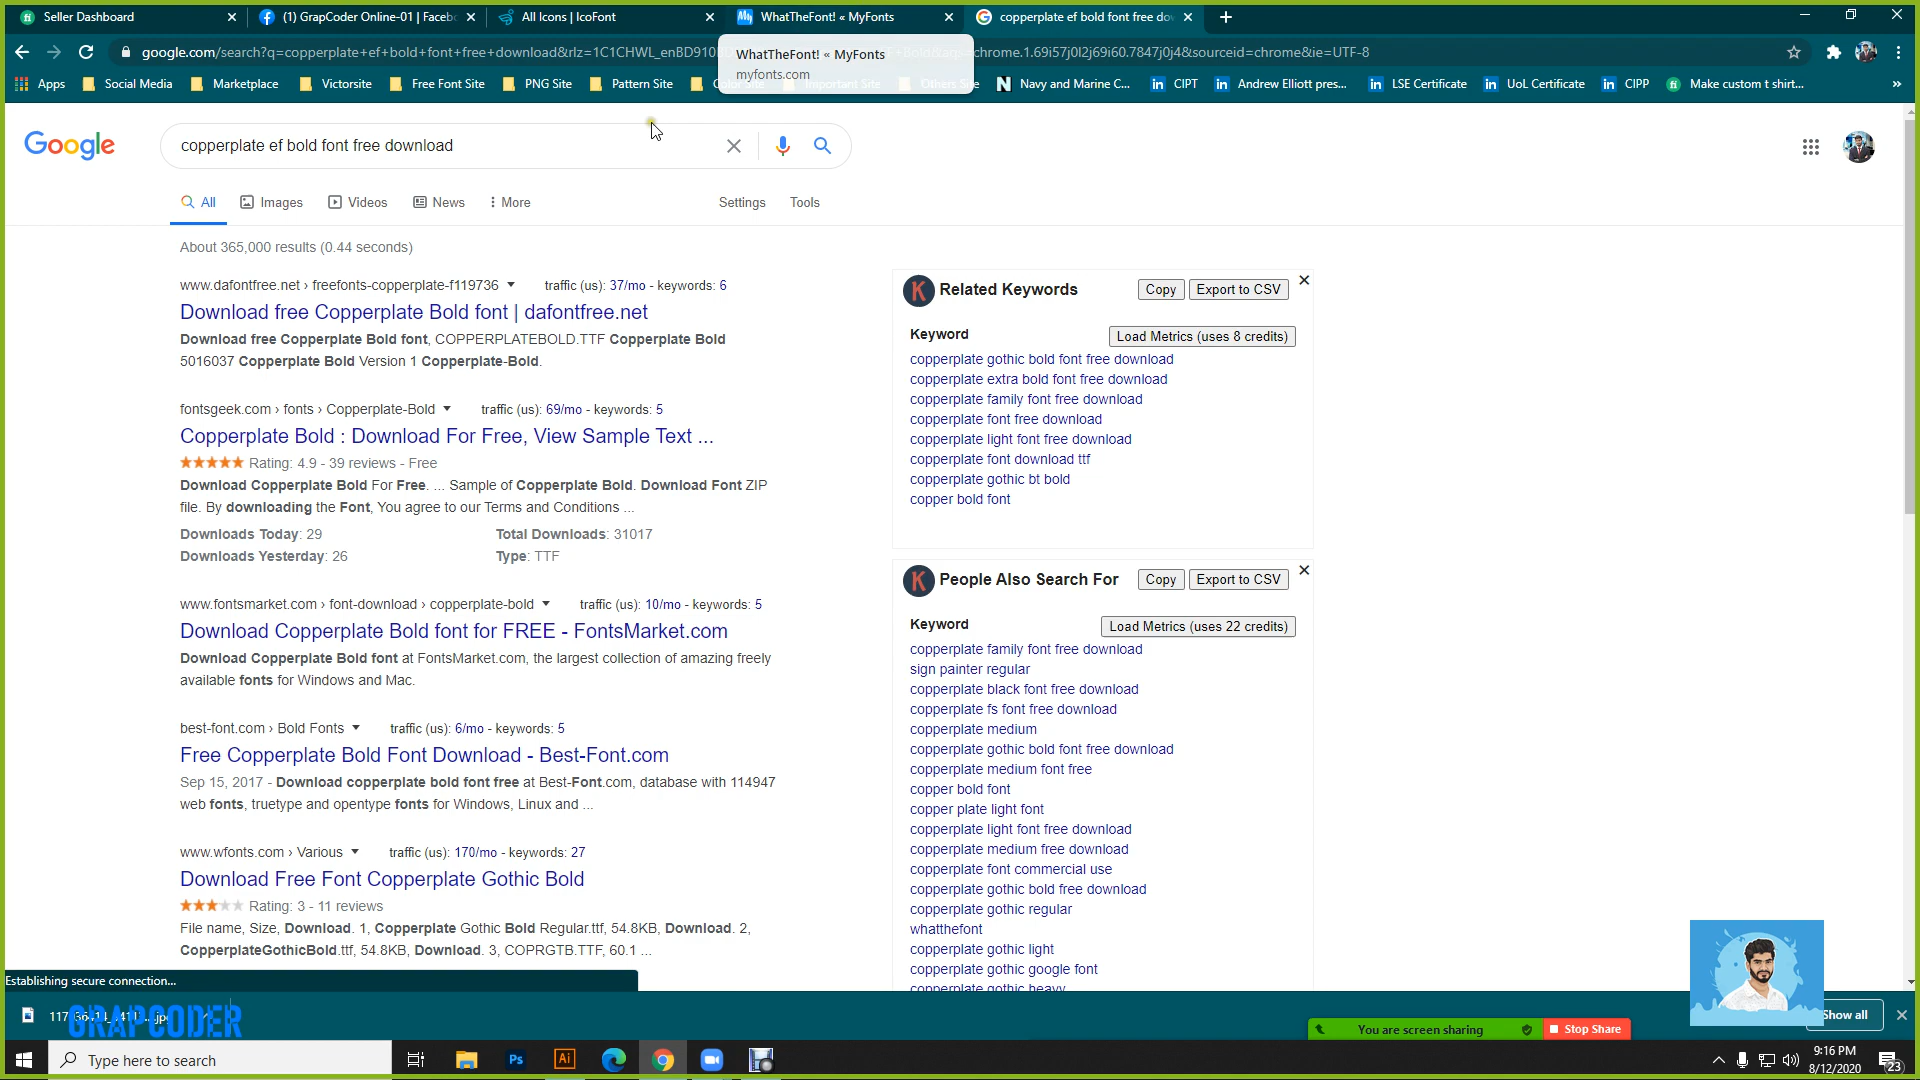 Seller Dashboard
(1) GrapCoder Online-01 | Facebo
All Icons | IcoFont
WhatTheFont! « MyFonts
copperplate ef bold font free dow
google.com/search?q=copperplate+ef+bold+font+free+download&rlz=1C1CHWL_enBD910
chrome.1.69i57j0l2j69i60.7847j0j4&sourceid=chrome&ie=UTF-8
WhatTheFont! « MyFonts
myfonts.com
Apps
Social Media
Marketplace
Victorsite
Free Font Site
PNG Site
Pattern Site
Color Site
Important Site
Others Site
Navy and Marine C...
CIPT
Andrew Elliott pres...
LSE Certificate
UoL Certificate
CIPP
Make custom t shirt...
Google
copperplate ef bold font free download
All
Images
Videos
News
More
Settings
Tools
About 365,000 results (0.44 seconds)
www.dafontfree.net › freefonts-copperplate-f119736 traffic (us): 37/mo - keywords: 6
Download free Copperplate Bold font | dafontfree.net
Download free Copperplate Bold font, COPPERPLATEBOLD.TTF Copperplate Bold
5016037 Copperplate Bold Version 1 Copperplate-Bold.
fontsgeek.com › fonts › Copperplate-Bold traffic (us): 69/mo - keywords: 5
Copperplate Bold : Download For Free, View Sample Text ...
Rating: 4.9 - 39 reviews - Free
Download Copperplate Bold For Free. ... Sample of Copperplate Bold. Download Font ZIP
file. By downloading the Font, You agree to our Terms and Conditions ...
Downloads Today: 29 Total Downloads: 31017
Downloads Yesterday: 26 Type: TTF
www.fontsmarket.com › font-download › copperplate-bold traffic (us): 10/mo - keywords: 5
Download Copperplate Bold font for FREE - FontsMarket.com
Download Copperplate Bold font at FontsMarket.com, the largest collection of amazing freely
available fonts for Windows and Mac.
best-font.com › Bold Fonts traffic (us): 6/mo - keywords: 5
Free Copperplate Bold Font Download - Best-Font.com
Sep 15, 2017 - Download copperplate bold font free at Best-Font.com, database with 114947
web fonts, truetype and opentype fonts for Windows, Linux and ...
www.wfonts.com › Various traffic (us): 170/mo - keywords: 27
Download Free Font Copperplate Gothic Bold
Rating: 3 - 11 reviews
File name, Size, Download. 1, Copperplate Gothic Bold Regular.ttf, 54.8KB, Download. 2,
CopperplateGothicBold.ttf, 54.8KB, Download. 3, COPRGTB.TTF, 60.1 ...
K Related Keywords
Copy
Export to CSV
Keyword
Load Metrics (uses 8 credits)
copperplate gothic bold font free download
copperplate extra bold font free download
copperplate family font free download
copperplate font free download
copperplate light font free download
copperplate font download ttf
copperplate gothic bt bold
copper bold font
K People Also Search For
Copy
Export to CSV
Keyword
Load Metrics (uses 22 credits)
copperplate family font free download
sign painter regular
copperplate black font free download
copperplate fs font free download
copperplate medium
copperplate gothic bold font free download
copperplate medium font free
copper bold font
copper plate light font
copperplate light font free download
copperplate medium free download
copperplate font commercial use
copperplate gothic bold free download
copperplate gothic regular
whatthefont
copperplate gothic light
copperplate gothic google font
copperplate gothic heavy
Establishing secure connection...
GRAPCODER
You are screen sharing
Stop Share
Show all
Type here to search
Ps
Ai
9:16 PM
8/12/2020
23